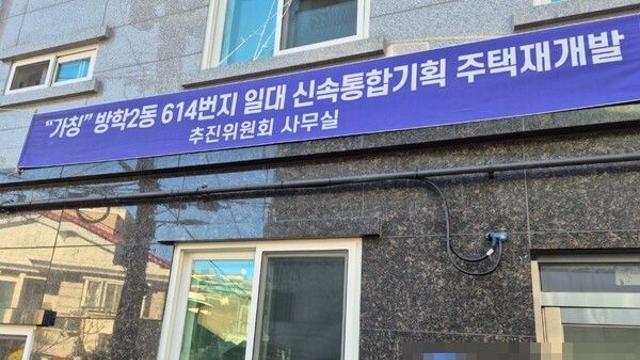 "가칭" 방학2동 614번지 일대 신속통합기획 주택재개발
추진위원회 사무실